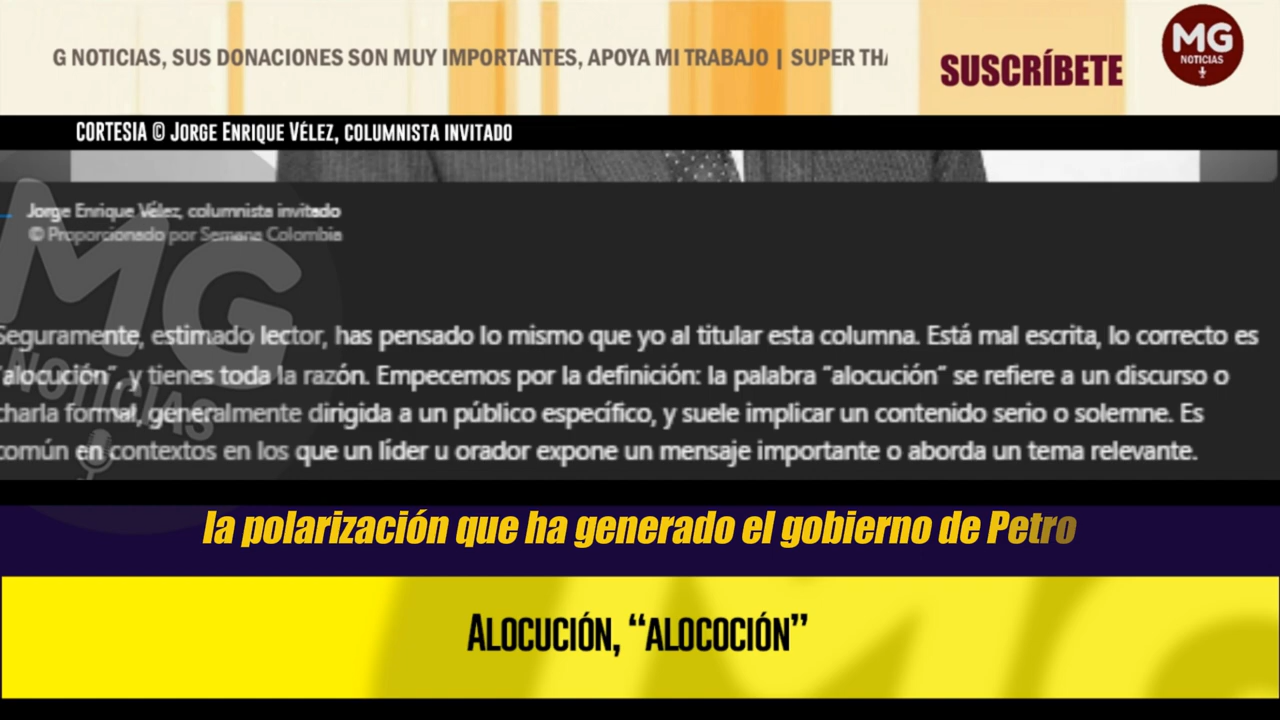 G NOTICIAS, SUS DONACIONES SON MUY IMPORTANTES, APOYA MI TRABAJO | SUPER THA
SUSCRÍBETE
MG
NOTICIAS
CORTESIA © JORGE ENRIQUE VÉLEZ, COLUMNISTA INVITADO
Jorge Enrique Vélez, columnista invitado
© Proporcionado por Semana Colombia
MG
NOTICIAS
Seguramente, estimado lector, has pensado lo mismo que yo al titular esta columna. Está mal escrita, lo correcto es
"alocución", y tienes toda la razón. Empecemos por la definición: la palabra "alocución" se refiere a un discurso o
charla formal, generalmente dirigida a un público específico, y suele implicar un contenido serio o solemne. Es
común en contextos en los que un líder u orador expone un mensaje importante o aborda un tema relevante.
la polarización que ha generado el gobierno de Petro
ALOCUCIÓN, “ALOCOCIÓN”